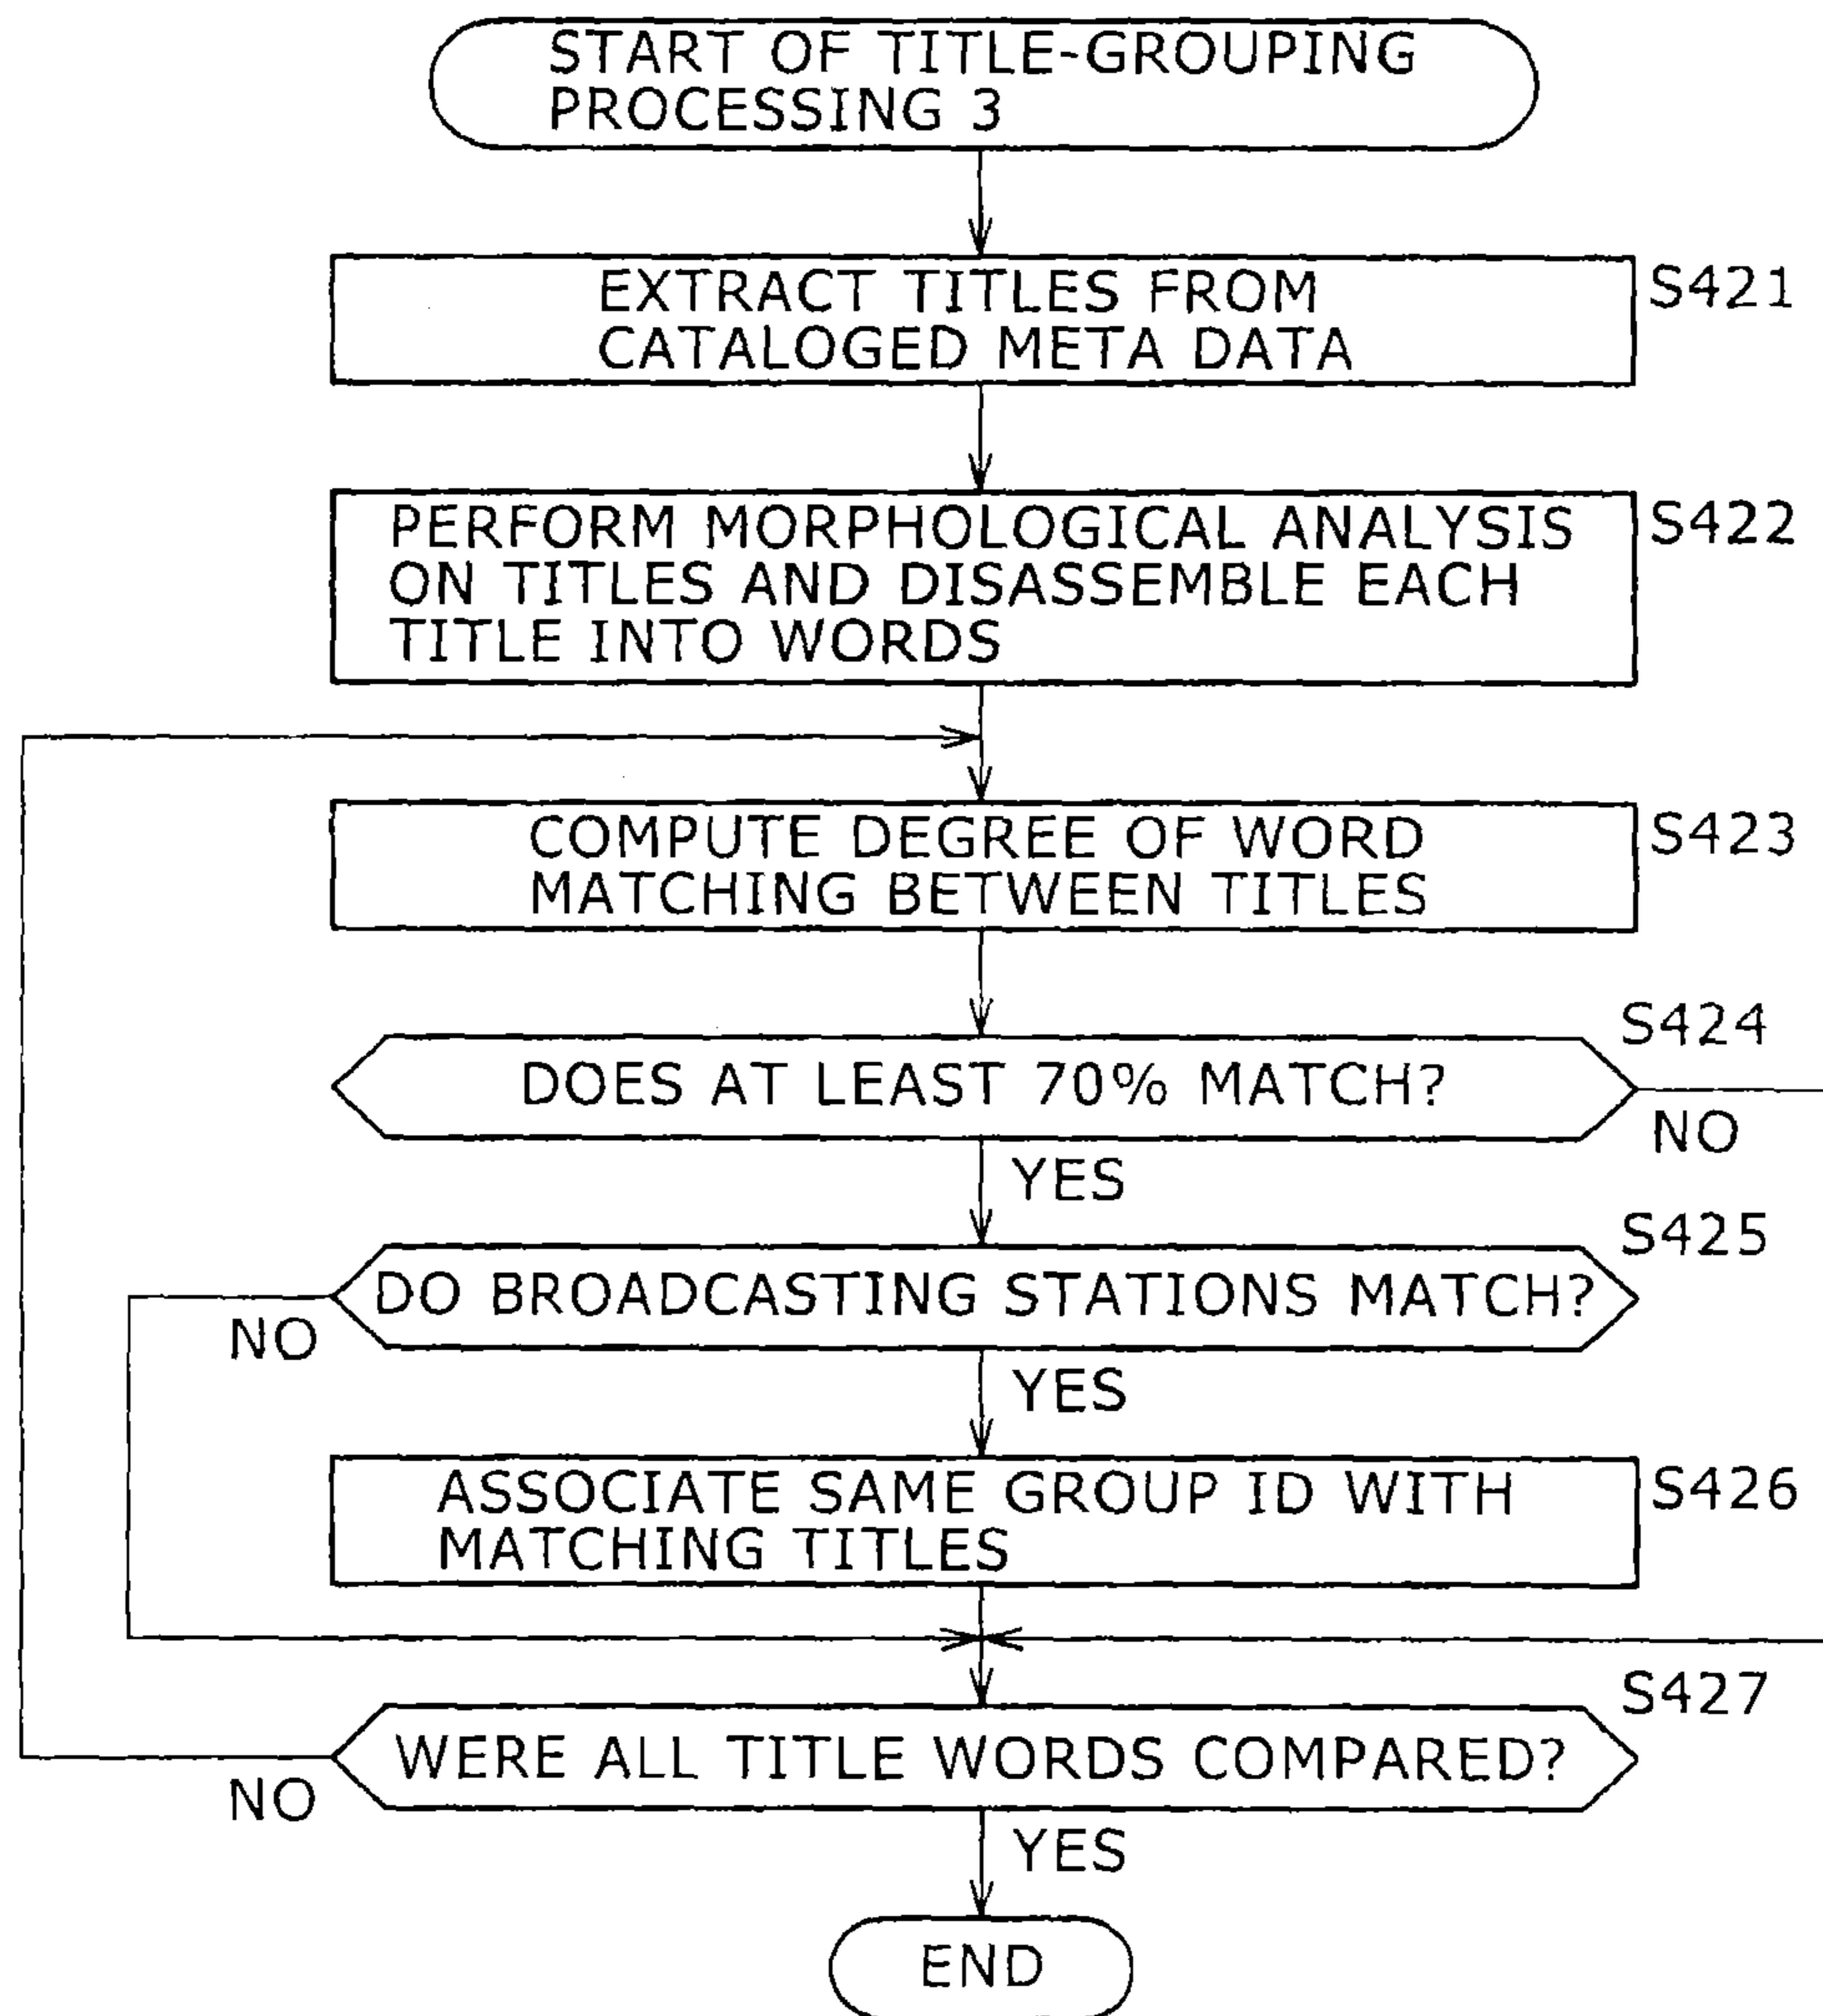 START OF TITLE-GROUPING
PROCESSING 3
EXTRACT TITLES FROM
CATALOGED META DATA
S421
PERFORM MORPHOLOGICAL ANALYSIS
ON TITLES AND DISASSEMBLE EACH
TITLE INTO WORDS
S422
COMPUTE DEGREE OF WORD
MATCHING BETWEEN TITLES
S423
S424
DOES AT LEAST 70% MATCH?
NO
YES
S425
DO BROADCASTING STATIONS MATCH?
NO
YES
ASSOCIATE SAME GROUP ID WITH
MATCHING TITLES
S426
S427
WERE ALL TITLE WORDS COMPARED?
NO
YES
END